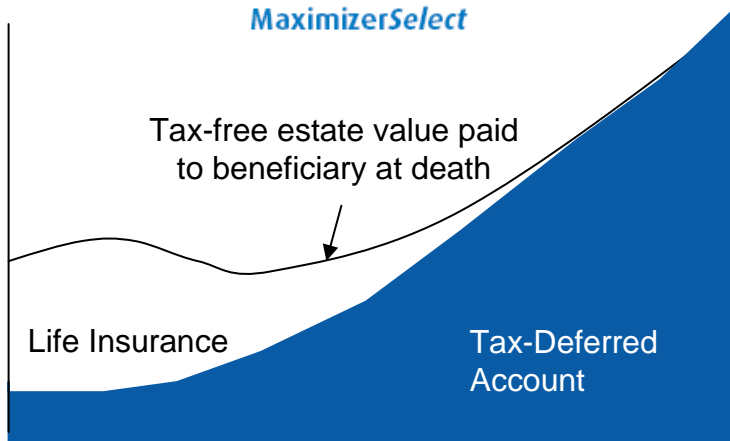 MaximizerSelect
Tax-free estate value paid
to beneficiary at death
Life Insurance
Tax-Deferred
Account